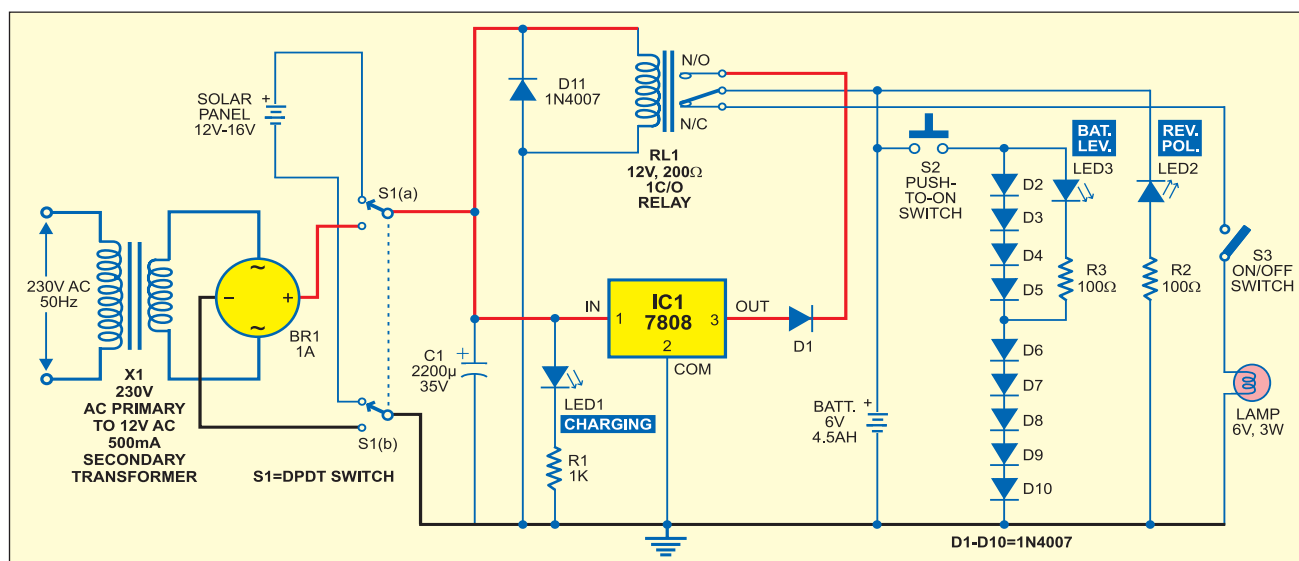 SOLAR
PANEL
12V-16V
+
230V AC
50Hz
X1
230V
AC PRIMARY
TO 12V AC
500mA
SECONDARY
TRANSFORMER
~
− +
~
BR1
1A
S1(a)
S1(b)
S1=DPDT SWITCH
D11
1N4007
N/O
N/C
RL1
12V, 200Ω
1C/O
RELAY
C1
2200µ
35V
+
LED1
CHARGING
R1
1K
IN
1
IC1
7808
3
2
OUT
COM
D1
BATT.
6V
4.5AH
+
S2
PUSH-
TO-ON
SWITCH
D2
D3
D4
D5
D6
D7
D8
D9
D10
BAT.
LEV.
LED3
R3
100Ω
REV.
POL.
LED2
R2
100Ω
S3
ON/OFF
SWITCH
LAMP
6V, 3W
D1-D10=1N4007